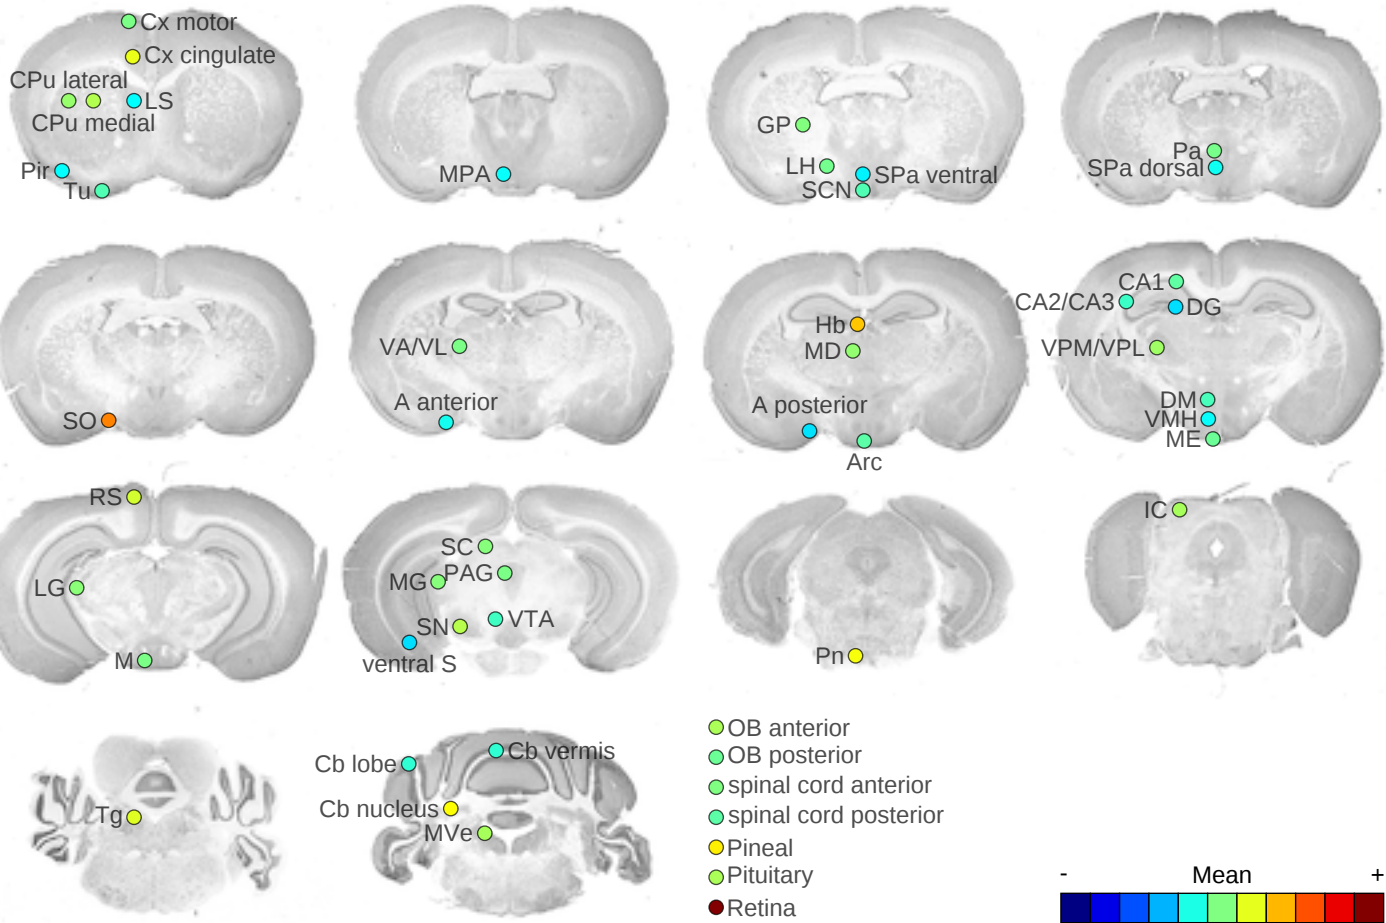 Cx motor
Cx cingulate
CPu lateral
LS
CPu medial
Pir
Tu
MPA
GP
LH
SPa ventral
SCN
Pa
SPa dorsal
SO
VA/VL
A anterior
Hb
MD
A posterior
Arc
CA1
CA2/CA3
DG
VPM/VPL
DM
VMH
ME
RS
LG
M
SC
MG
PAG
SN
VTA
ventral S
Pn
IC
Tg
Cb lobe
Cb vermis
Cb nucleus
MVe
OB anterior
OB posterior
spinal cord anterior
spinal cord posterior
Pineal
Pituitary
Retina
- Mean +